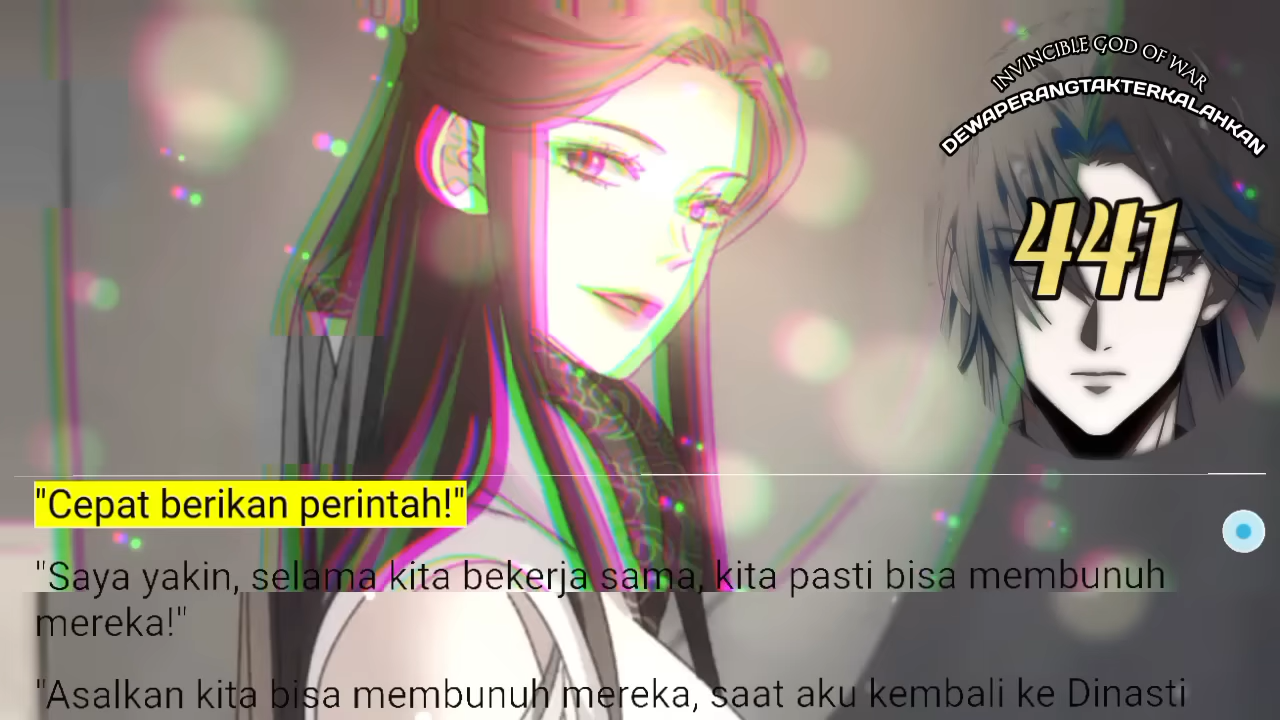 INVINCIBLE GOD OF WAR
DEWAPERANGTAKTERKALAHKAN
441
"Cepat berikan perintah!"
"Saya yakin, selama kita bekerja sama, kita pasti bisa membunuh
mereka!"
"Asalkan kita bisa membunuh mereka, saat aku kembali ke Dinasti